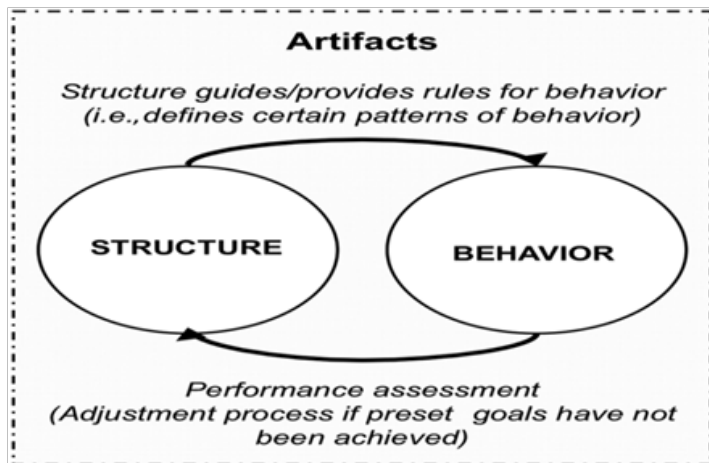 Artifacts
Structure guides/provides rules for behavior
(i.e.,defines certain patterns of behavior)
STRUCTURE
BEHAVIOR
Performance assessment
(Adjustment process if preset goals have not
been achieved)